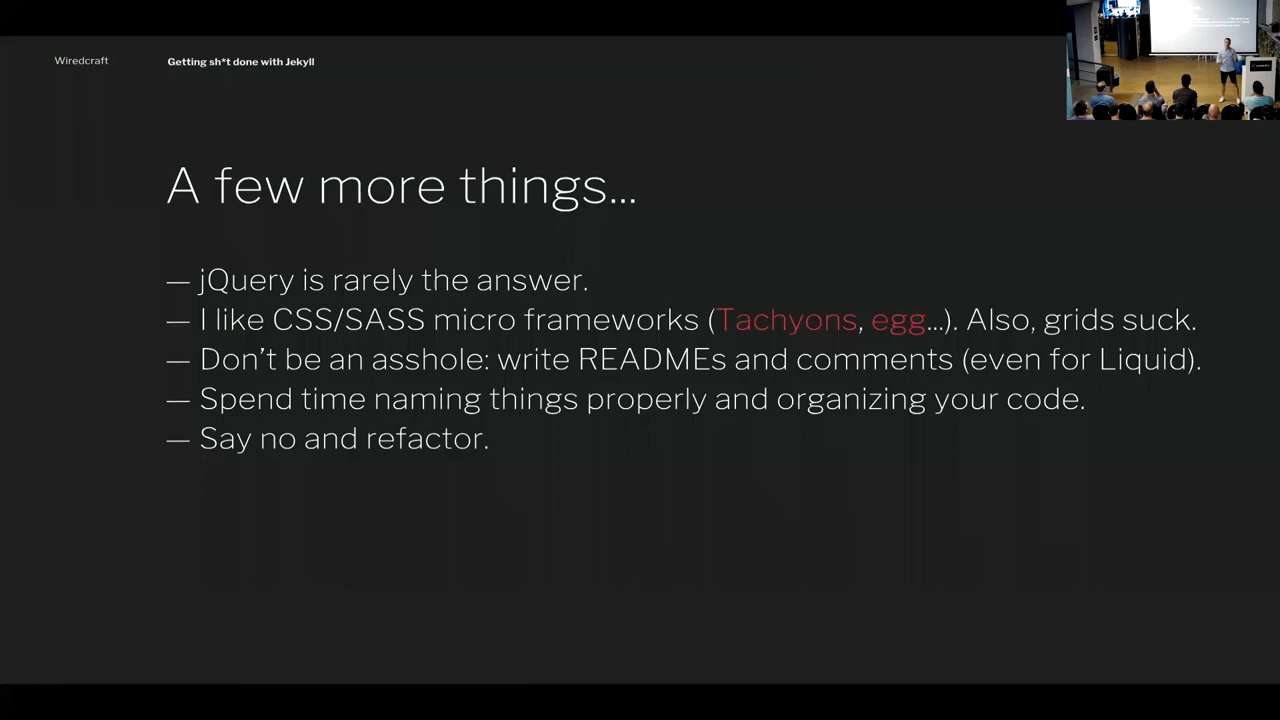 Wiredcraft
Getting sh*t done with Jekyll
A few more things...
— jQuery is rarely the answer.
— I like CSS/SASS micro frameworks (Tachyons, egg...). Also, grids suck.
— Don't be an asshole: write READMEs and comments (even for Liquid).
— Spend time naming things properly and organizing your code.
— Say no and refactor.